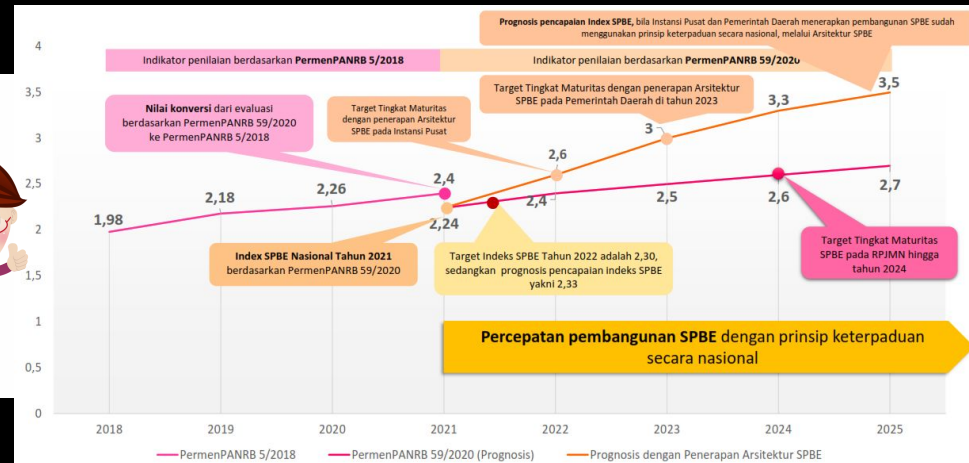 Prognosis pencapaian Index SPBE, bila Instansi Pusat dan Pemerintah Daerah menerapkan pembangunan SPBE sudah
menggunakan prinsip keterpaduan secara nasional, melalui Arsitektur SPBE
Indikator penilaian berdasarkan PermenPANRB 5/2018
Indikator penilaian berdasarkan PermenPANRB 59/2020
Nilai konversi dari evaluasi
berdasarkan PermenPANRB 59/2020
ke PermenPANRB 5/2018
Target Tingkat Maturitas
dengan penerapan Arsitektur
SPBE pada Instansi Pusat
Target Tingkat Maturitas dengan penerapan Arsitektur
SPBE pada Pemerintah Daerah di tahun 2023
4
3,5
3
2,5
2
1,5
1
0,5
0
1,98
2,18
2,26
2,4
2,24
2,6
3
3,3
3,5
2,4
2,5
2,6
2,7
Index SPBE Nasional Tahun 2021
berdasarkan PermenPANRB 59/2020
Target Indeks SPBE Tahun 2022 adalah 2,30,
sedangkan prognosis pencapaian indeks SPBE
yakni 2,33
Target Tingkat Maturitas
SPBE pada RPJMN hingga
tahun 2024
Percepatan pembangunan SPBE dengan prinsip keterpaduan
secara nasional
2018 2019 2020 2021 2022 2023 2024 2025
PermenPANRB 5/2018 PermenPANRB 59/2020 (Prognosis) Prognosis dengan Penerapan Arsitektur SPBE